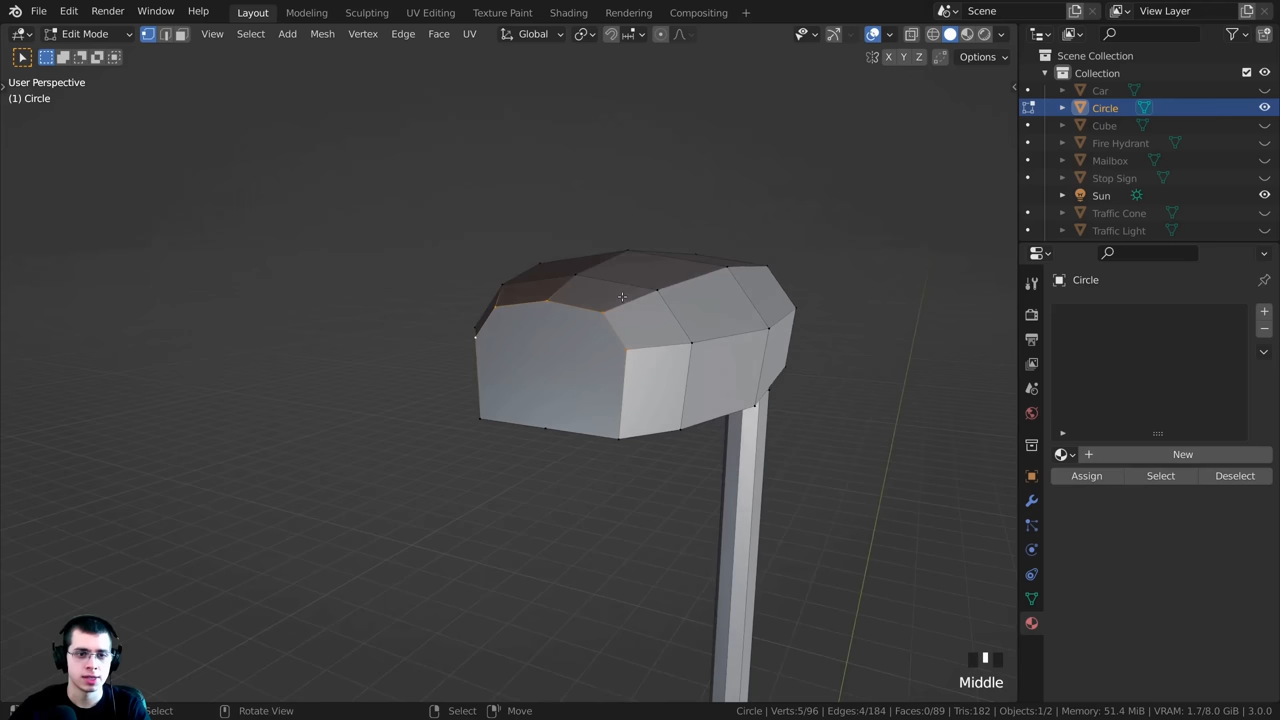 File Edit Render Window Help Layout Modeling Sculpting UV Editing Texture Paint Shading Rendering Compositing Scene View Layer
Edit Mode View Select Add Mesh Vertex Edge Face UV Global
X Y Z Options
User Perspective
(1) Circle
Scene Collection
Collection
Car
Circle
Cube
Fire Hydrant
Mailbox
Stop Sign
Sun
Traffic Cone
Traffic Light
Circle
New
Assign Select Deselect
Middle
Select Rotate View Select Move Circle | Verts:5/96 | Edges:4/184 | Faces:0/89 | Tris:182 | Objects:1/2 | Memory: 51.4 MiB | VRAM: 1.7/8.0 GiB | 3.0.0